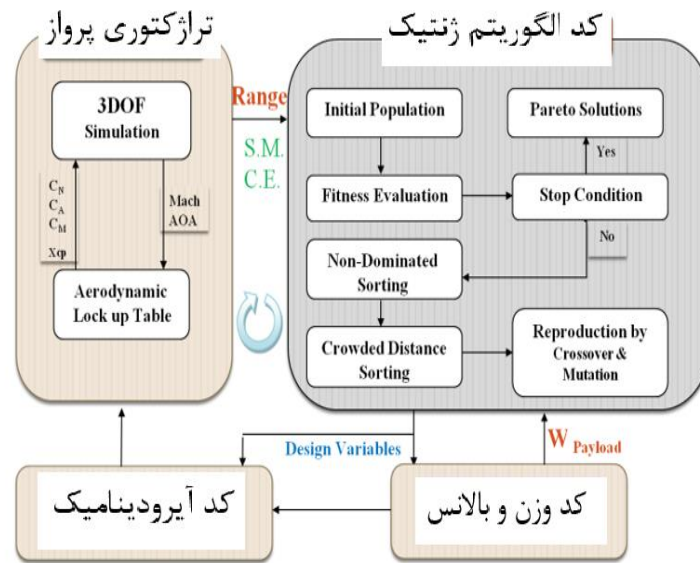 تراژکتوری پرواز
3DOF
Simulation
C_N
C_A
C_M
Xcp
Mach
AOA
Aerodynamic
Lock up Table
Range
S.M.
C.E.
کد الگوریتم ژنتیک
Initial Population
Pareto Solutions
Yes
Fitness Evaluation
Stop Condition
No
Non-Dominated
Sorting
Crowded Distance
Sorting
Reproduction by
Crossover &
Mutation
Design Variables
W Payload
کد آیرودینامیک
کد وزن و بالانس